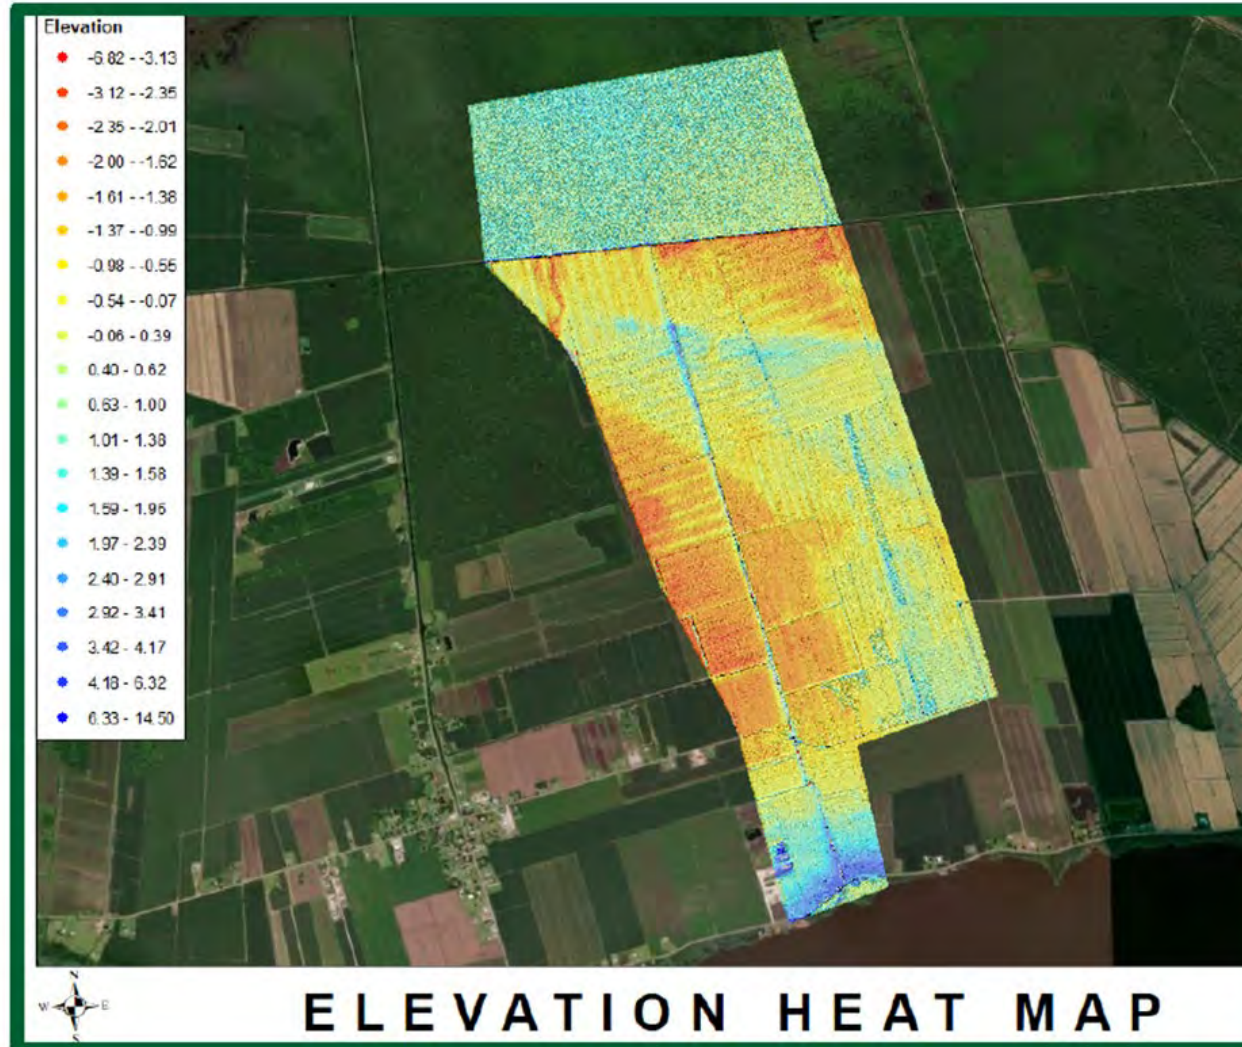 Elevation
-6.82 - -3.13
-3.12 - -2.35
-2.35 - -2.01
-2.00 - -1.62
-1.61 - -1.38
-1.37 - -0.99
-0.98 - -0.55
-0.54 - -0.07
-0.06 - 0.39
0.40 - 0.62
0.63 - 1.00
1.01 - 1.38
1.39 - 1.58
1.59 - 1.96
1.97 - 2.39
2.40 - 2.91
2.92 - 3.41
3.42 - 4.17
4.18 - 6.32
6.33 - 14.50
N
W E
S
ELEVATION HEAT MAP